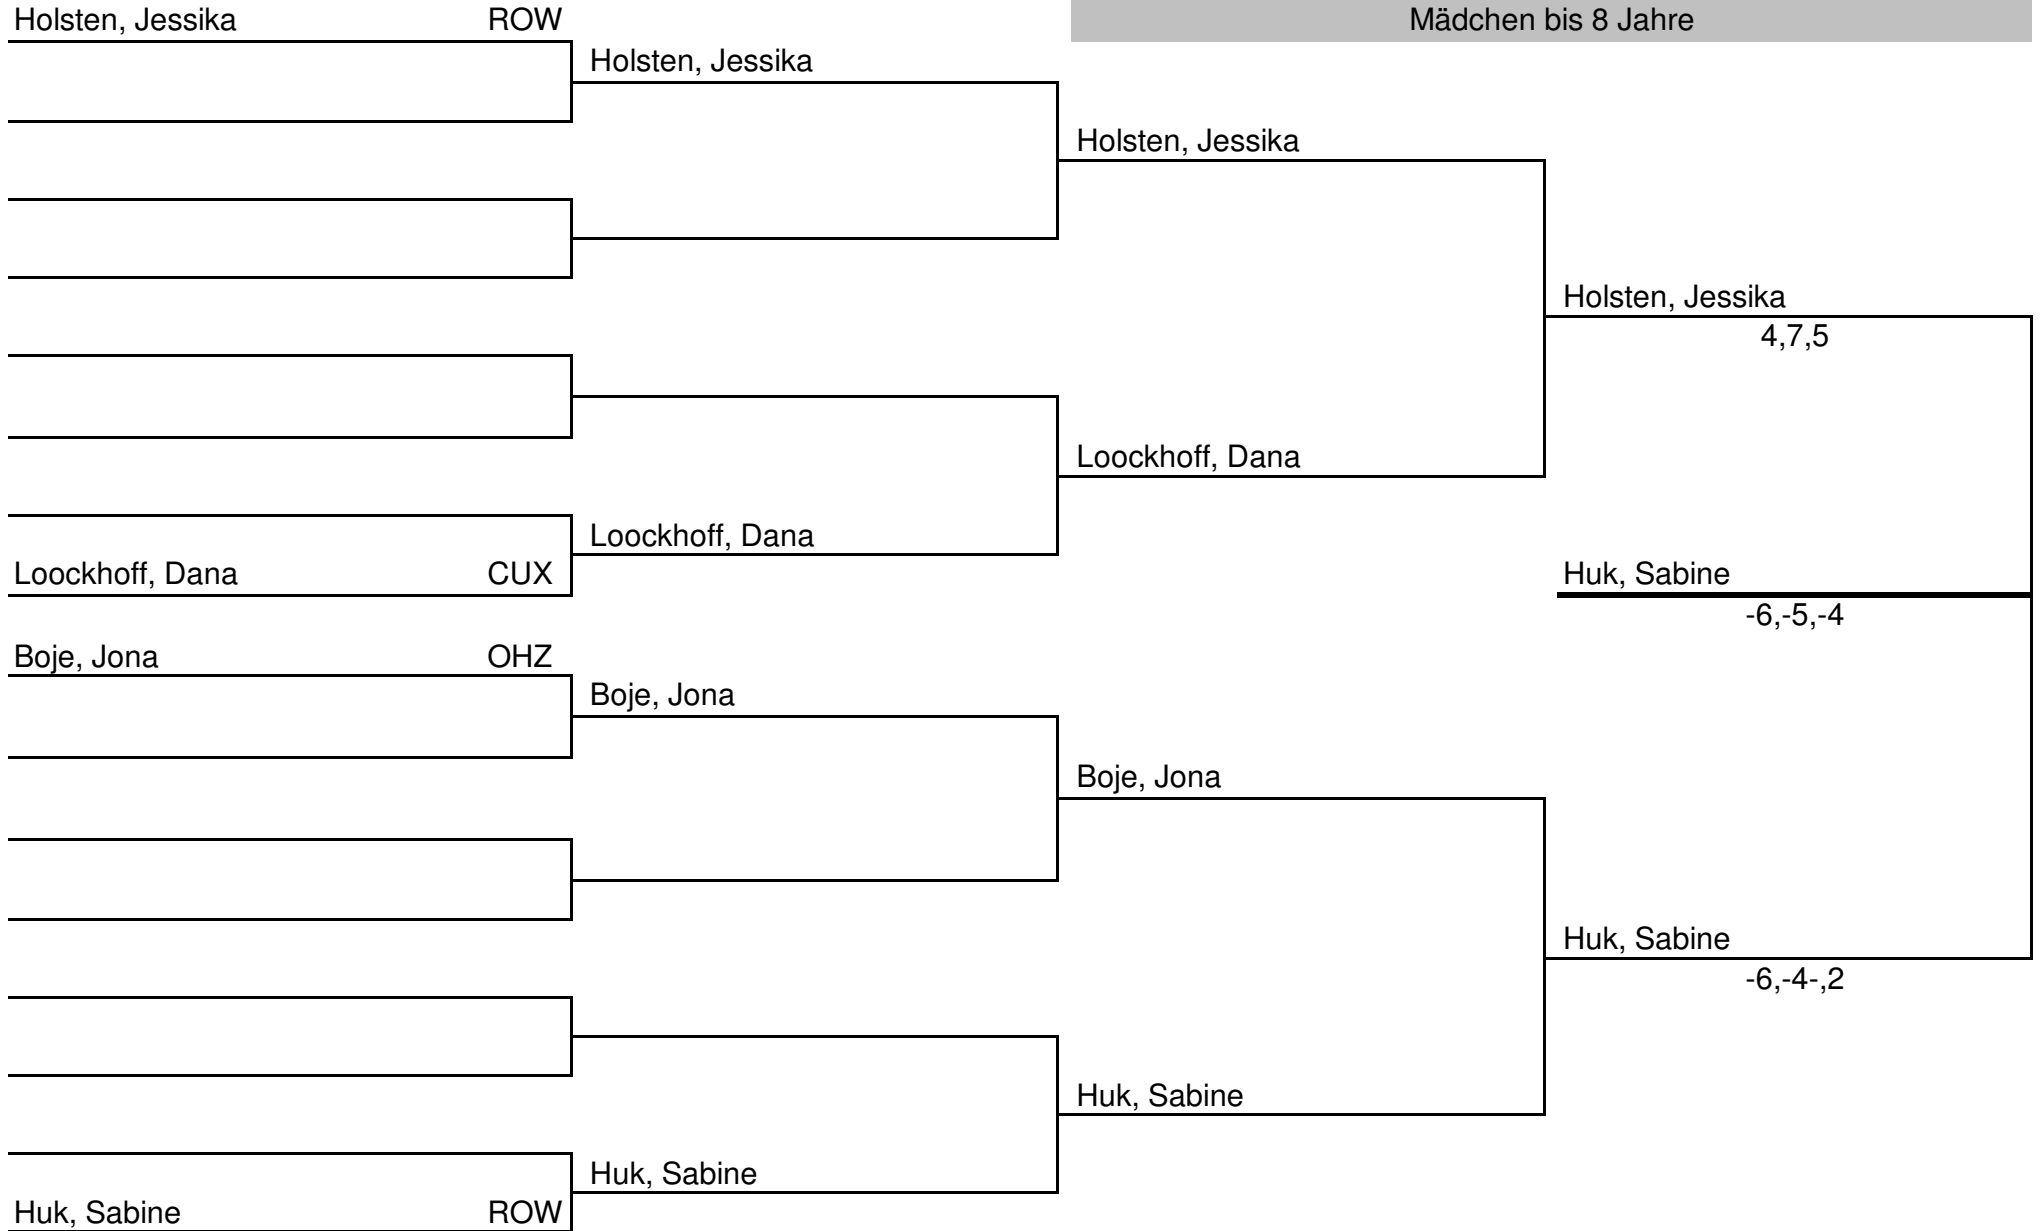 Holsten, Jessika ROW
Mädchen bis 8 Jahre
Holsten, Jessika
Holsten, Jessika
Holsten, Jessika
4,7,5
Loockhoff, Dana
Loockhoff, Dana
Loockhoff, Dana CUX
Huk, Sabine
-6,-5,-4
Boje, Jona OHZ
Boje, Jona
Boje, Jona
Huk, Sabine
-6,-4-,2
Huk, Sabine
Huk, Sabine
Huk, Sabine ROW